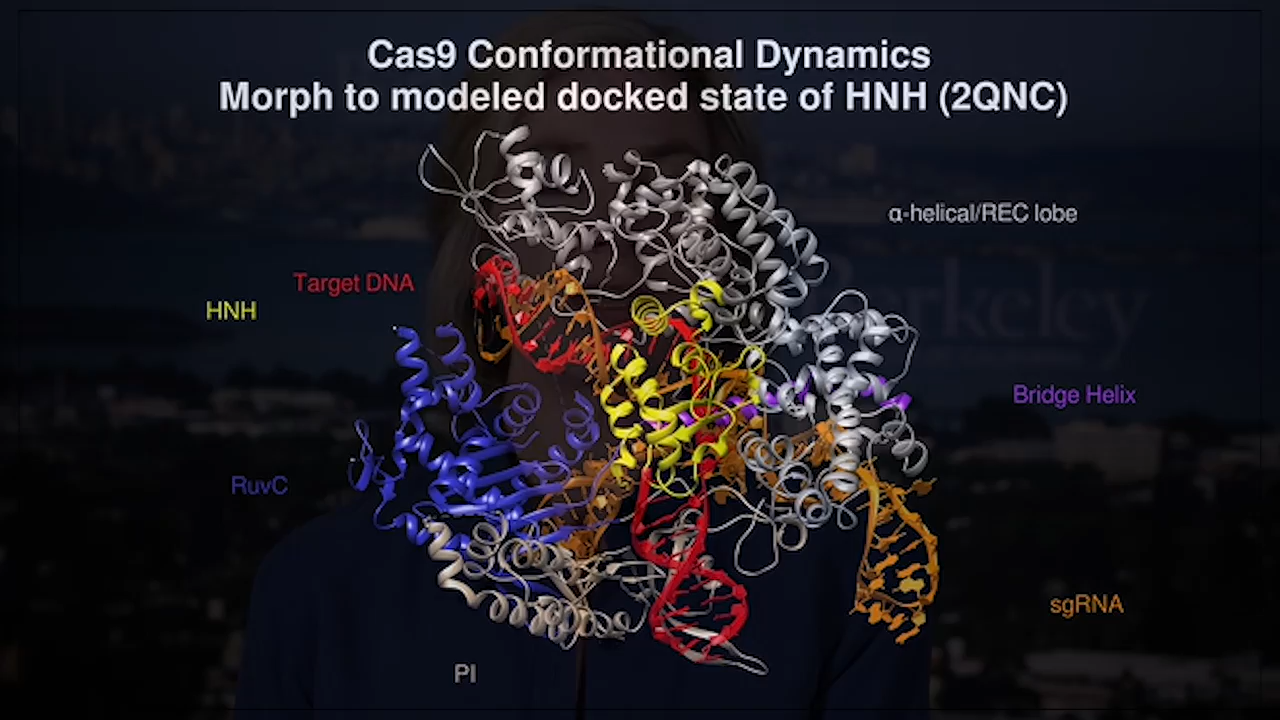 Cas9 Conformational Dynamics
Morph to modeled docked state of HNH (2QNC)
α-helical/REC lobe
Target DNA
HNH
Berkeley
Bridge Helix
RuvC
sgRNA
PI